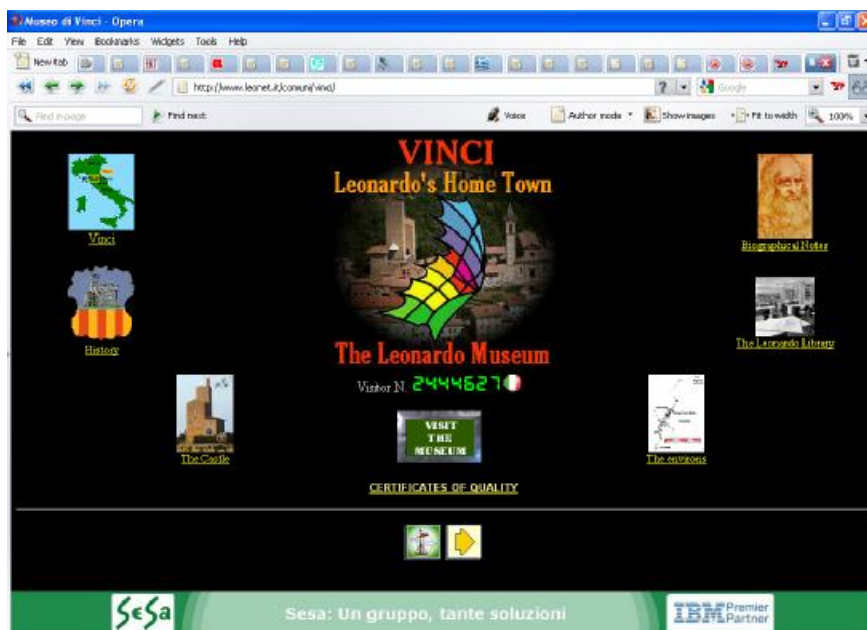 Museo di Vinci - Opera
File Edit View Bookmarks Widgets Tools Help
New tab
http://www.leonet.it/comuni/vinci/
? Google
Find in page Find next Voice Author mode Show images Fit to width 100%
VINCI
Leonardo's Home Town
Vinci
Biographical Notes
History
The Leonardo Library
The Leonardo Museum
Visitor N. 2444627
VISIT
THE
MUSEUM
The Castle
The environs
CERTIFICATES OF QUALITY
SeSa Sesa: Un gruppo, tante soluzioni IBM Premier
Partner